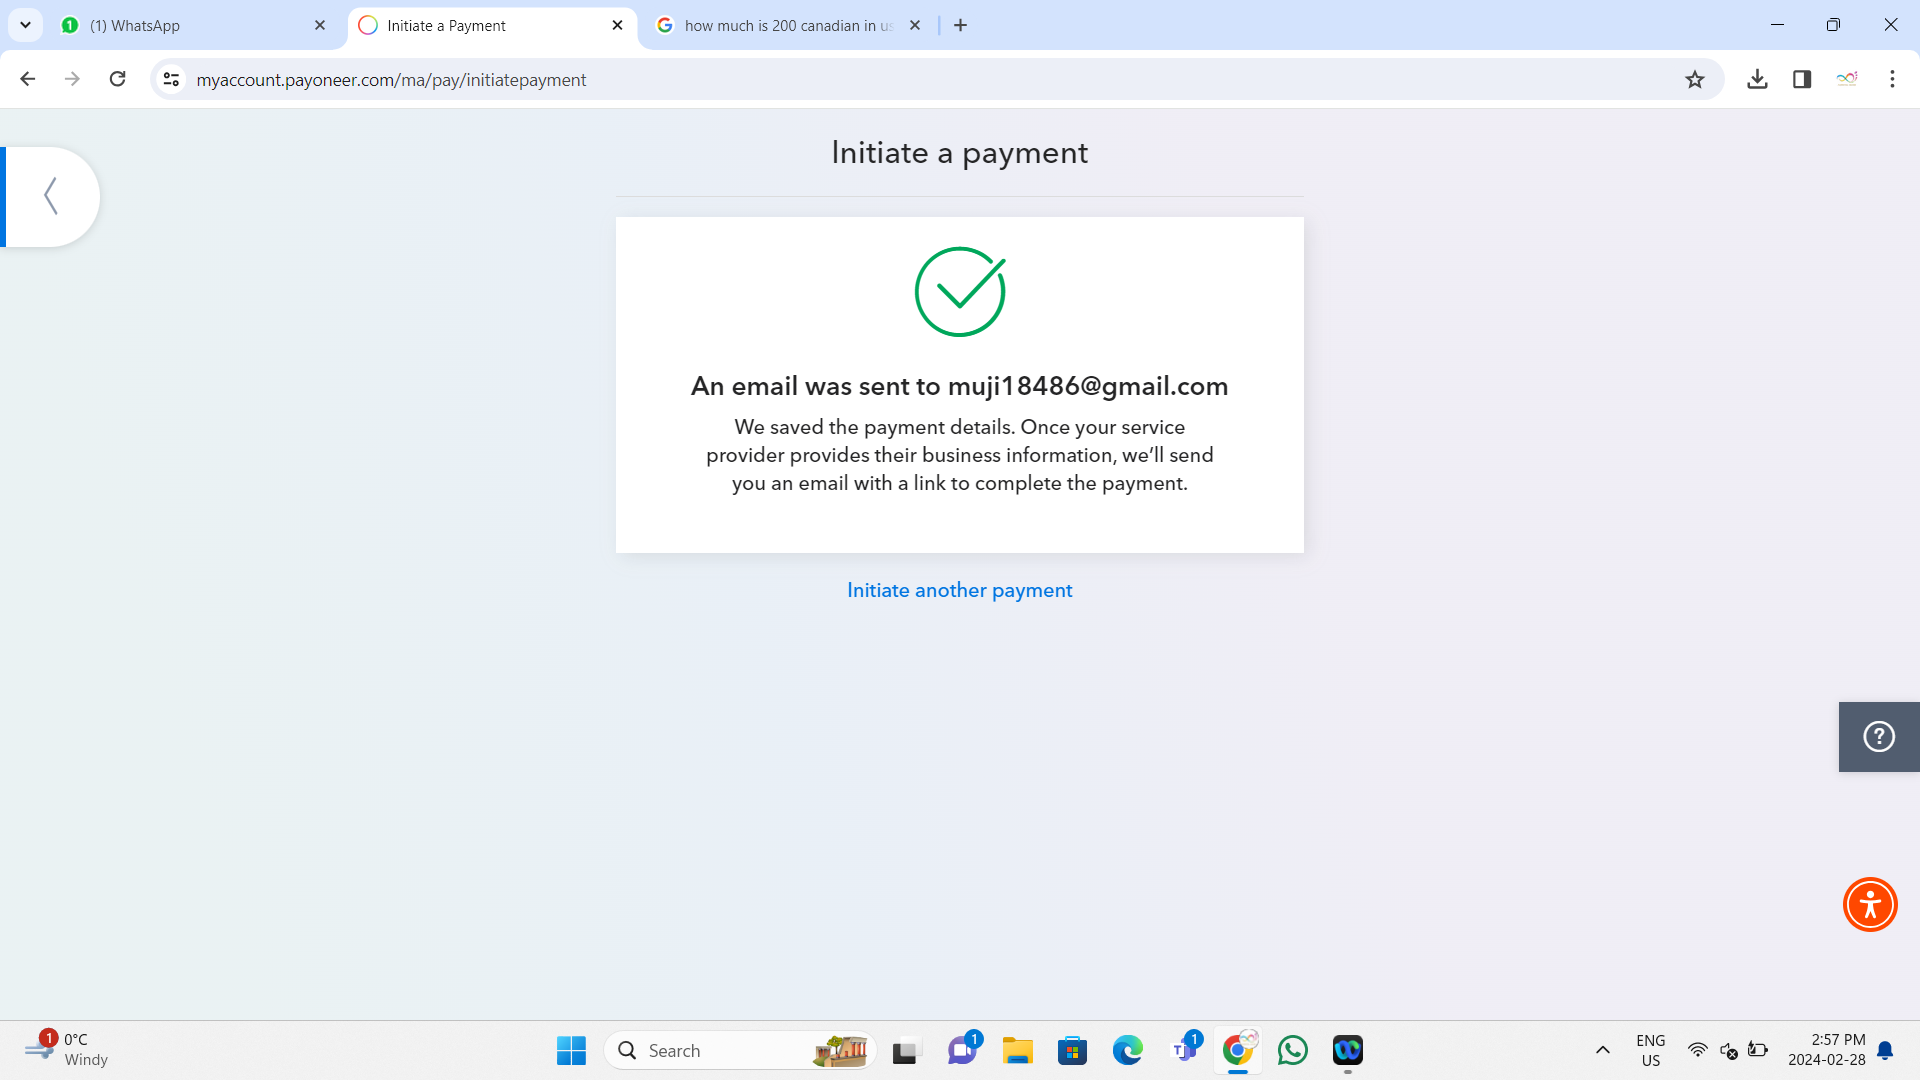 (1) WhatsApp
Initiate a Payment
how much is 200 canadian in us
myaccount.payoneer.com/ma/pay/initiatepayment
Initiate a payment
An email was sent to muji18486@gmail.com
We saved the payment details. Once your service
provider provides their business information, we’ll send
you an email with a link to complete the payment.
Initiate another payment
?
1
0°C
Windy
Search
1
1
ENG
US
2:57 PM
2024-02-28